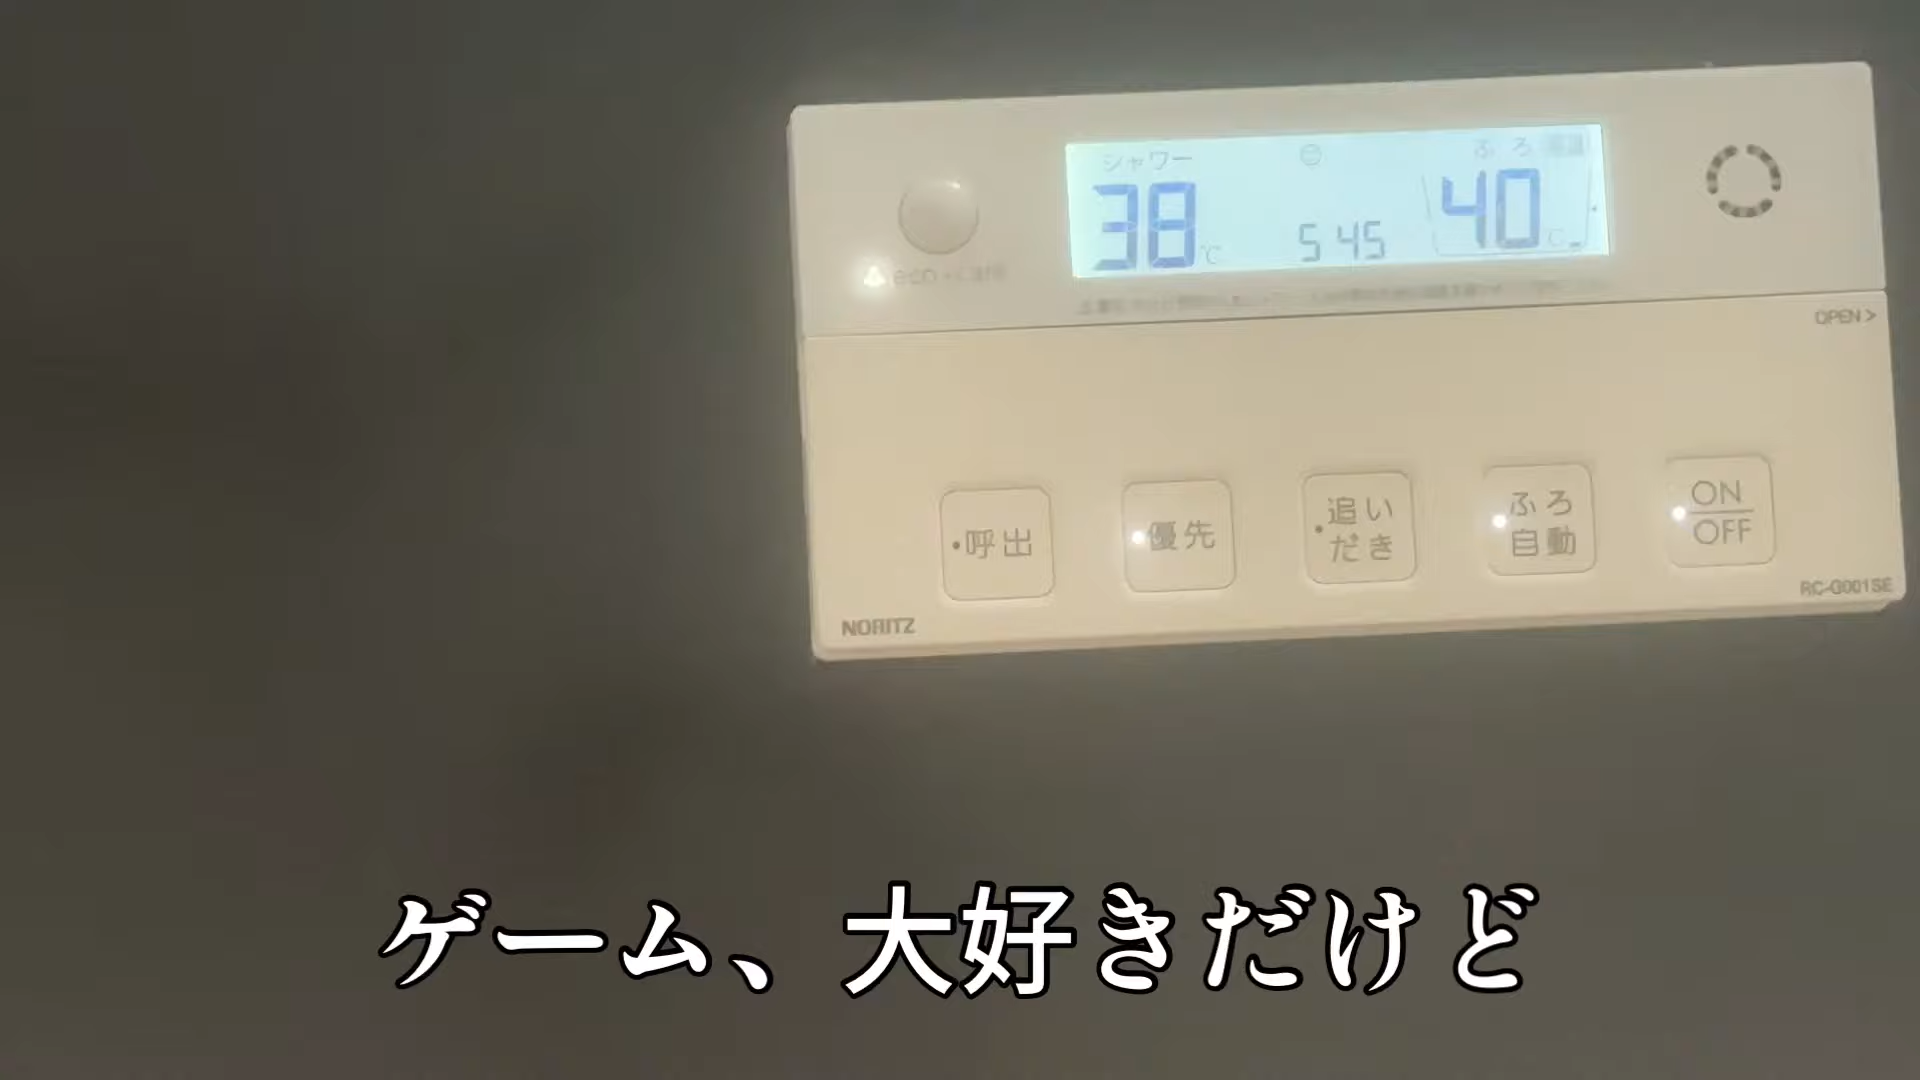 シャワー
ふろ
38℃
5 45
40℃
eco・care
OPEN >
呼出
優先
追い
だき
ふろ
自動
ON
OFF
NORITZ
RC-G001SE
ゲーム、大好きだけど